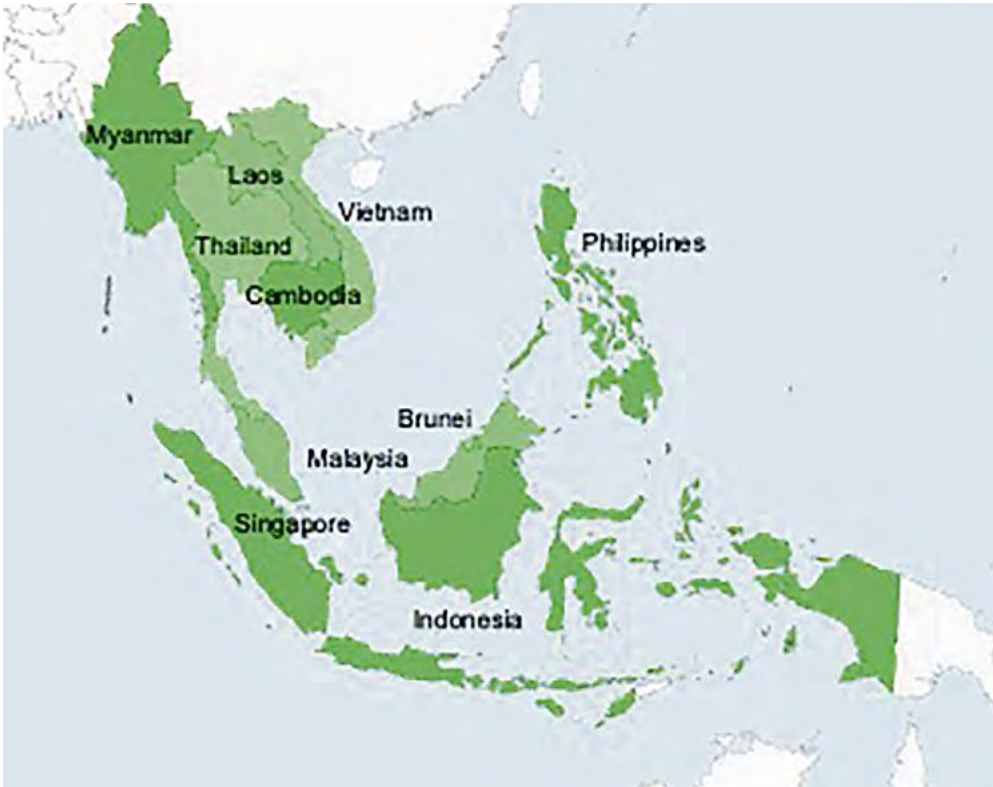 Myanmar
Laos
Vietnam
Thailand
Philippines
Cambodia
Brunei
Malaysia
Singapore
Indonesia